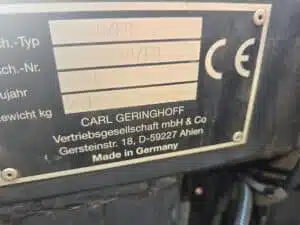 ch.-Typ
sch.-Nr.
ujahr
ewicht kg
CE
CARL GERINGHOFF
Vertriebsgesellschaft mbH & Co
Gersteinstr. 18, D-59227 Ahlen
Made in Germany